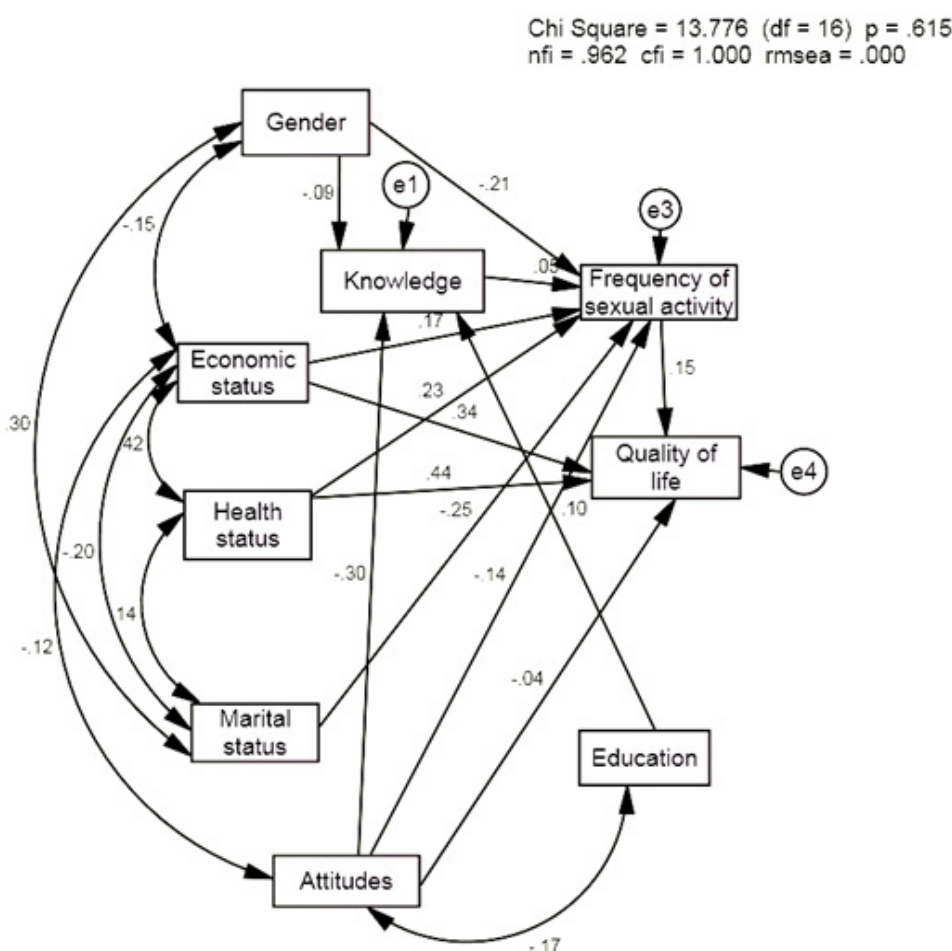 Chi Square = 13.776 (df = 16) p = .615
nfi = .962 cfi = 1.000 rmsea = .000
Gender
-.09
e1
-.21
e3
-.15
Knowledge
.05
Frequency of
sexual activity
.17
Economic
status
.23
.34
.15
.30
.42
Quality of
life
e4
.44
Health
status
-.25
.10
-.20
-.30
-.14
.14
-.12
-.04
Marital
status
Education
Attitudes
-.17